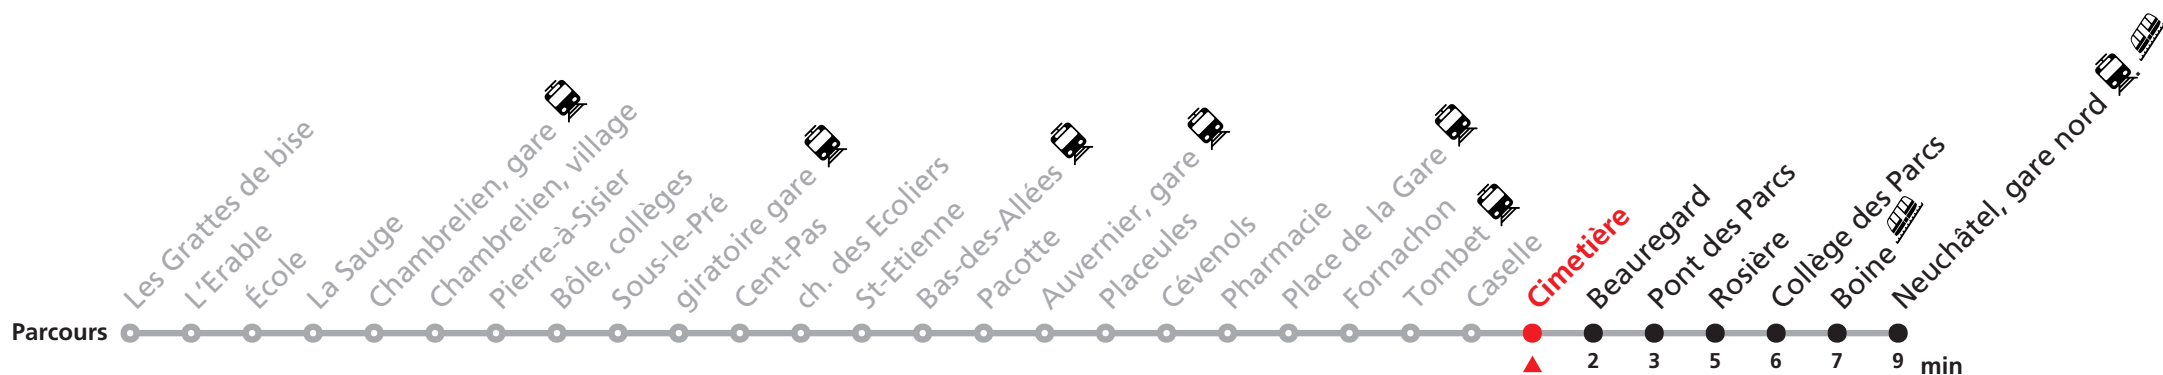 Les Grattes de bise
L'Erable
École
La Sauge
Chambrelien, gare
Chambrelien, village
Pierre-à-Sisier
Bôle, collèges
Sous-le-Pré
giratoire gare
Cent-Pas
ch. des Ecoliers
St-Etienne
Bas-des-Allées
Pacotte
Auvernier, gare
Placeules
Cévenols
Pharmacie
Place de la Gare
Fornachon
Tombet
Caselle
Cimetière
Beauregard
Pont des Parcs
Rosière
Collège des Parcs
Boine
Neuchâtel, gare nord
Parcours
2 3 5 6 7 9 min